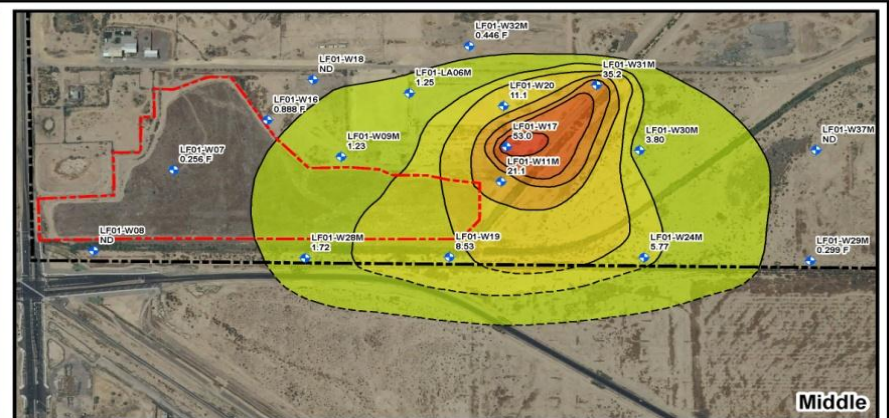 LF01-W32M
0.446 F
LF01-W18
ND
LF01-LA06M
1.25
LF01-W31M
35.2
LF01-W20
11.1
LF01-W16
0.888 F
LF01-W17
53.0
LF01-W09M
1.23
LF01-W30M
3.80
LF01-W37M
ND
LF01-W07
0.256 F
LF01-W11M
21.1
LF01-W08
ND
LF01-W28M
1.72
LF01-W19
8.53
LF01-W24M
5.77
LF01-W29M
0.299 F
Middle